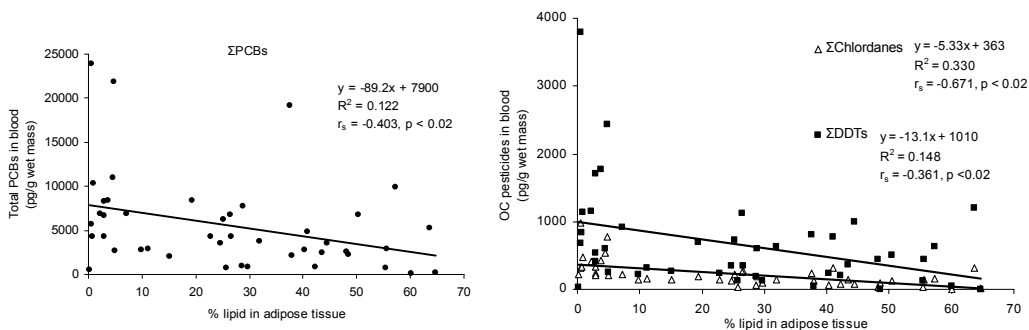 ΣPCBs
25000
20000
15000
10000
5000
0
Total PCBs in blood
(pg/g wet mass)
y = -89.2x + 7900
R² = 0.122
rₛ = -0.403, p < 0.02
0 10 20 30 40 50 60 70
% lipid in adipose tissue
4000
3000
2000
1000
0
OC pesticides in blood
(pg/g wet mass)
ΣChlordanes y = -5.33x + 363
R² = 0.330
rₛ = -0.671, p < 0.02
ΣDDTs y = -13.1x + 1010
R² = 0.148
rₛ = -0.361, p <0.02
0 10 20 30 40 50 60 70
% lipid in adipose tissue